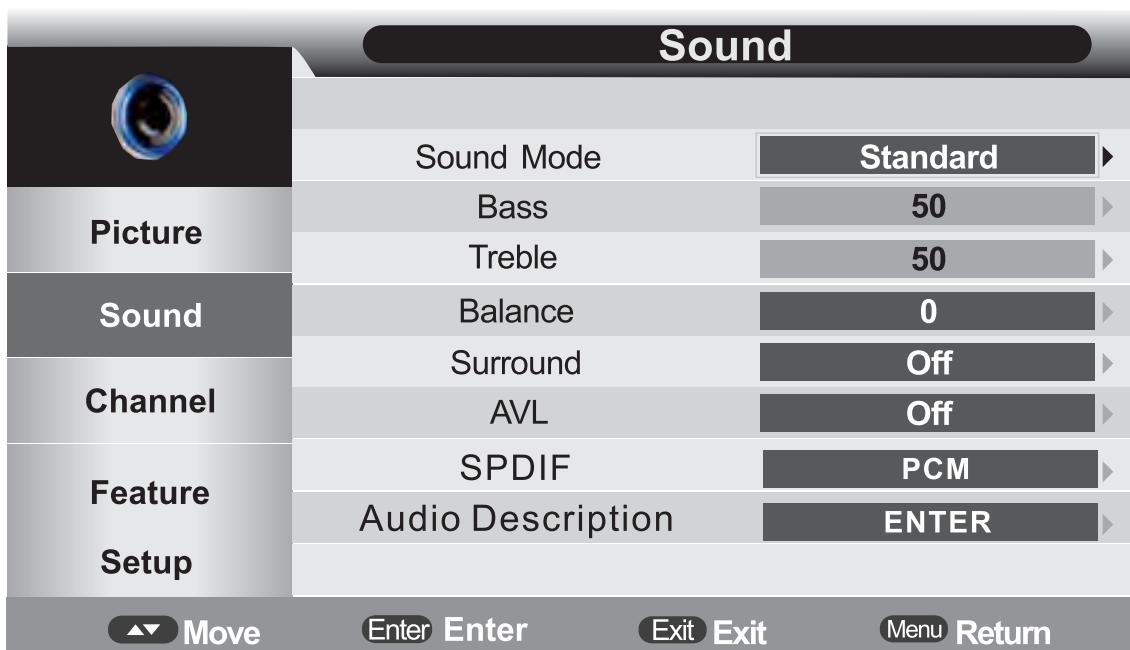 Sound
Picture
Sound
Channel
Feature
Setup
Sound Mode Standard
Bass 50
Treble 50
Balance 0
Surround Off
AVL Off
SPDIF PCM
Audio Description ENTER
Move Enter Enter Exit Exit Menu Return